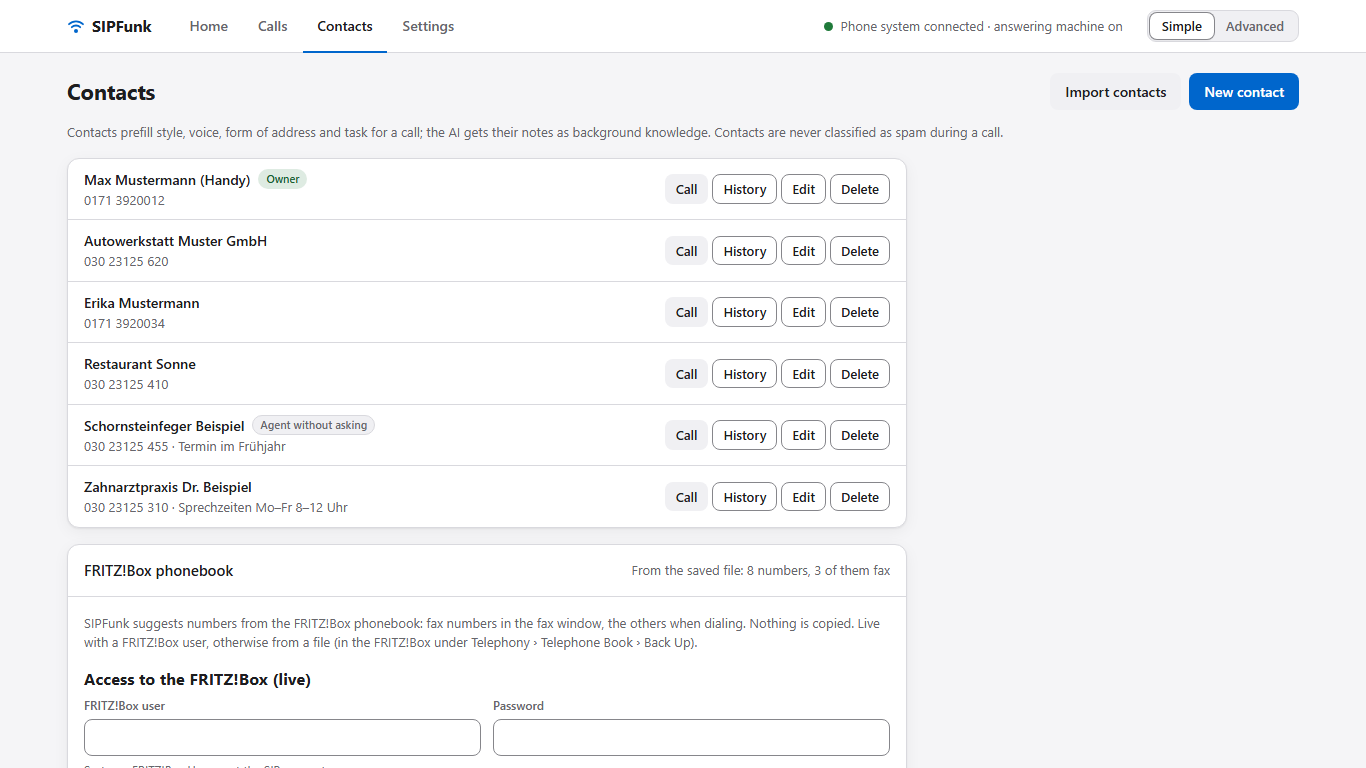 SIPFunk
Home
Calls
Contacts
Settings
Phone system connected · answering machine on
Simple
Advanced
Contacts
Import contacts
New contact
Contacts prefill style, voice, form of address and task for a call; the AI gets their notes as background knowledge. Contacts are never classified as spam during a call.
Max Mustermann (Handy) Owner
0171 3920012
Call History Edit Delete
Autowerkstatt Muster GmbH
030 23125 620
Call History Edit Delete
Erika Mustermann
0171 3920034
Call History Edit Delete
Restaurant Sonne
030 23125 410
Call History Edit Delete
Schornsteinfeger Beispiel Agent without asking
030 23125 455 · Termin im Frühjahr
Call History Edit Delete
Zahnarztpraxis Dr. Beispiel
030 23125 310 · Sprechzeiten Mo–Fr 8–12 Uhr
Call History Edit Delete
FRITZ!Box phonebook
From the saved file: 8 numbers, 3 of them fax
SIPFunk suggests numbers from the FRITZ!Box phonebook: fax numbers in the fax window, the others when dialing. Nothing is copied. Live
with a FRITZ!Box user, otherwise from a file (in the FRITZ!Box under Telephony › Telephone Book › Back Up).
Access to the FRITZ!Box (live)
FRITZ!Box user
Password